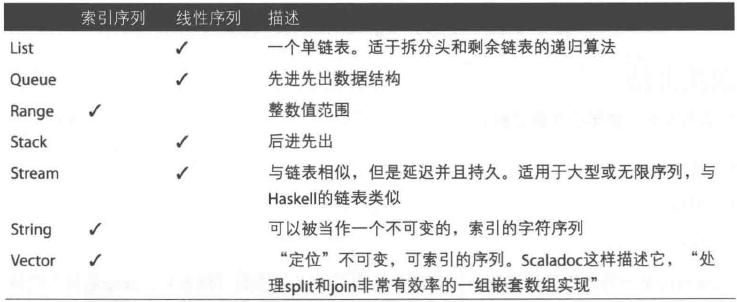 索引序列 线性序列 描述
List ✓ 一个单链表。适于拆分头和剩余链表的递归算法
Queue ✓ 先进先出数据结构
Range ✓ 整数值范围
Stack ✓ 后进先出
Stream ✓ 与链表相似，但是延迟并且持久。适用于大型或无限序列，与
Haskell的链表类似
String ✓ 可以被当作一个不可变的，索引的字符序列
Vector ✓ “定位”不可变，可索引的序列。Scaladoc这样描述它，“处
理split和join非常有效率的一组嵌套数组实现”